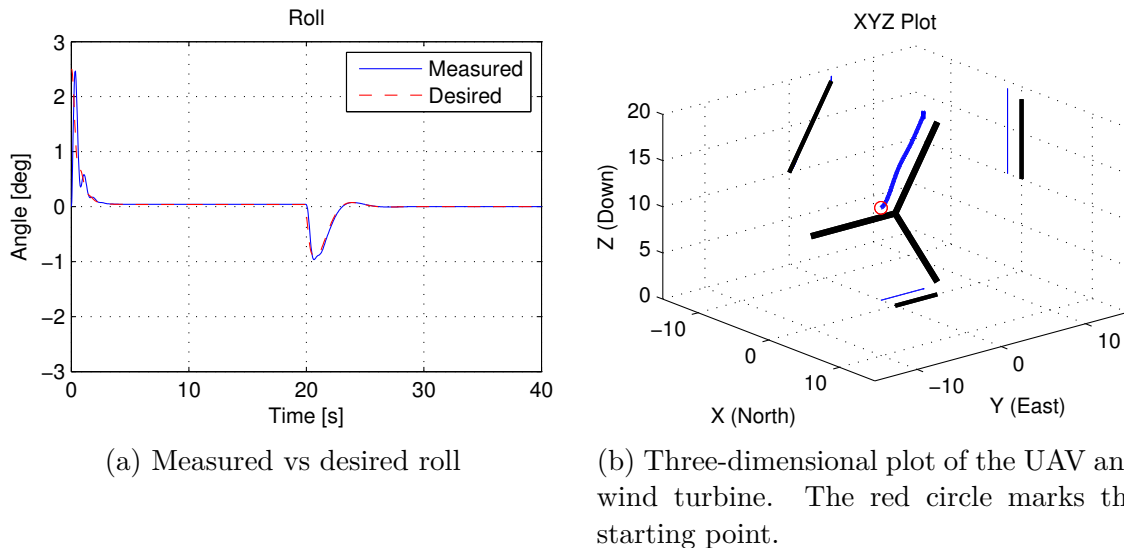 Roll
3
2
1
0
−1
−2
−3
0
10
20
30
40
Angle [deg]
Time [s]
Measured
Desired
(a) Measured vs desired roll
XYZ Plot
20
15
10
5
0
Z (Down)
−10
0
10
X (North)
−10
0
10
Y (East)
(b) Three-dimensional plot of the UAV an
wind turbine. The red circle marks th
starting point.